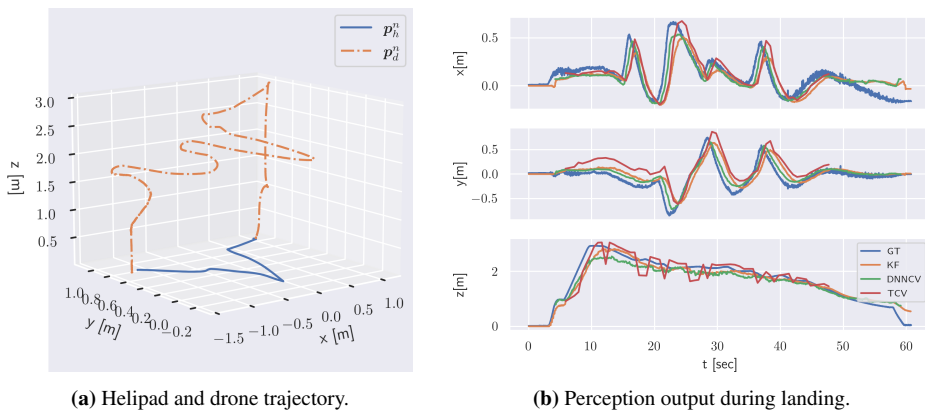 p_h^n
p_d^n
3.0
2.5
2.0
1.5
1.0
0.5
z [m]
1.0
0.8
0.6
0.4
0.2
0.0
−0.2
y [m]
−1.5
−1.0
−0.5
0.0
0.5
1.0
x [m]
(a) Helipad and drone trajectory.
0.5
0.0
x[m]
0.5
0.0
−0.5
y[m]
2
0
z[m]
GT
KF
DNNCV
TCV
0 10 20 30 40 50 60
t [sec]
(b) Perception output during landing.